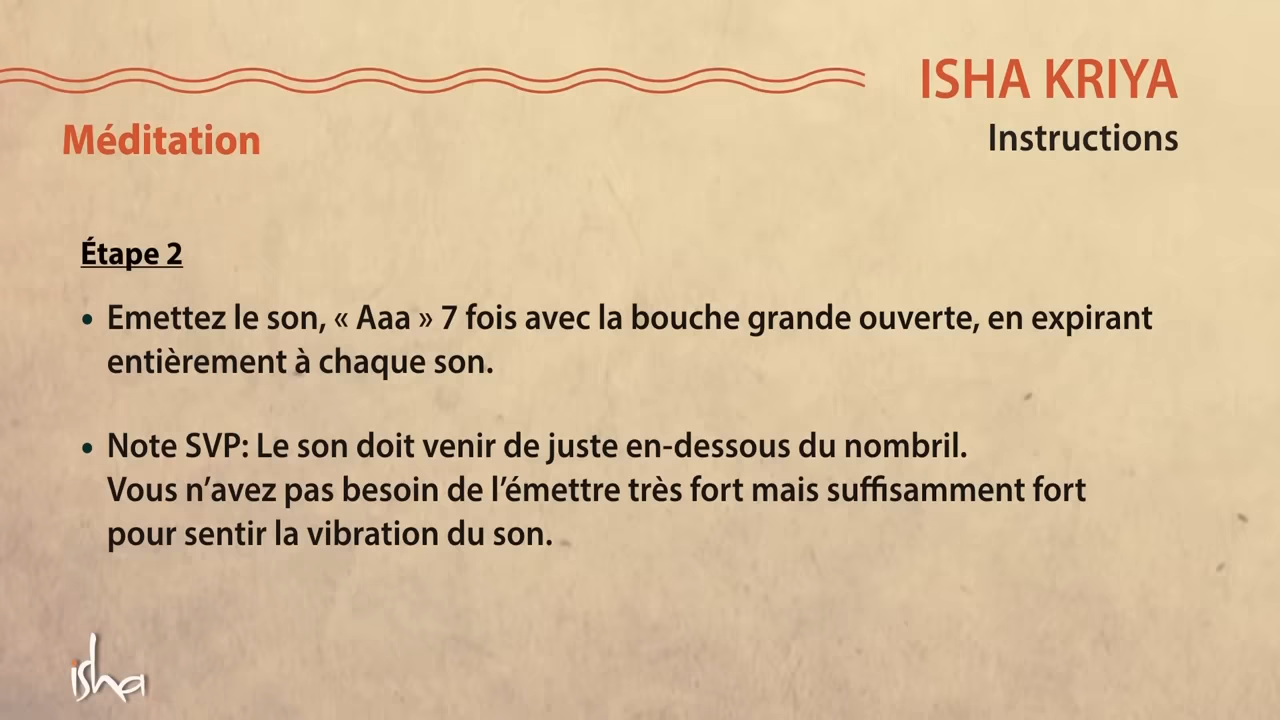 ISHA KRIYA
Méditation
Instructions
Étape 2
• Emettez le son, « Aaa » 7 fois avec la bouche grande ouverte, en expirant
entièrement à chaque son.
• Note SVP: Le son doit venir de juste en-dessous du nombril.
Vous n’avez pas besoin de l’émettre très fort mais suffisamment fort
pour sentir la vibration du son.
isha